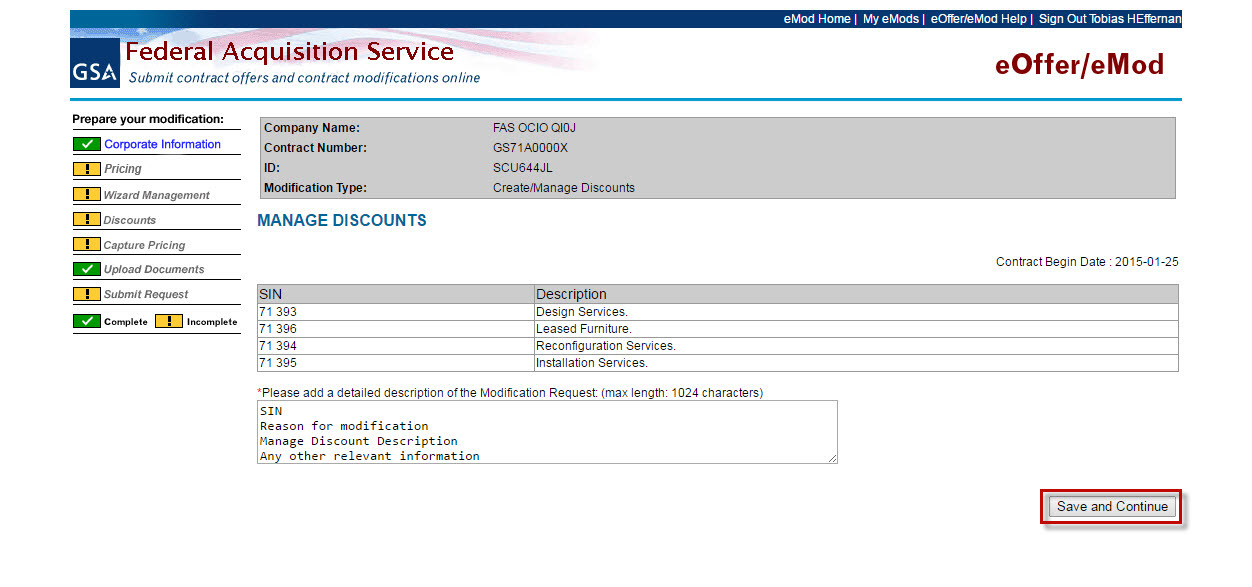 eMod Home | My eMods | eOffer/eMod Help | Sign Out Tobias HEffernan
GSA
Federal Acquisition Service
Submit contract offers and contract modifications online
eOffer/eMod
Prepare your modification:
Corporate Information
Pricing
Wizard Management
Discounts
Capture Pricing
Upload Documents
Submit Request
Complete Incomplete
Company Name: FAS OCIO QI0J
Contract Number: GS71A0000X
ID: SCU644JL
Modification Type: Create/Manage Discounts
MANAGE DISCOUNTS
Contract Begin Date : 2015-01-25
SIN Description
71 393 Design Services.
71 396 Leased Furniture.
71 394 Reconfiguration Services.
71 395 Installation Services.
*Please add a detailed description of the Modification Request: (max length: 1024 characters)
SIN
Reason for modification
Manage Discount Description
Any other relevant information
Save and Continue